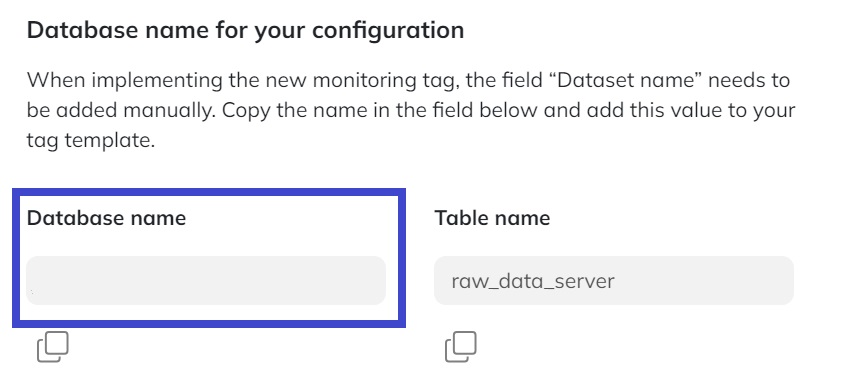 Database name for your configuration
When implementing the new monitoring tag, the field “Dataset name” needs to
be added manually. Copy the name in the field below and add this value to your
tag template.
Database name
Table name
raw_data_server